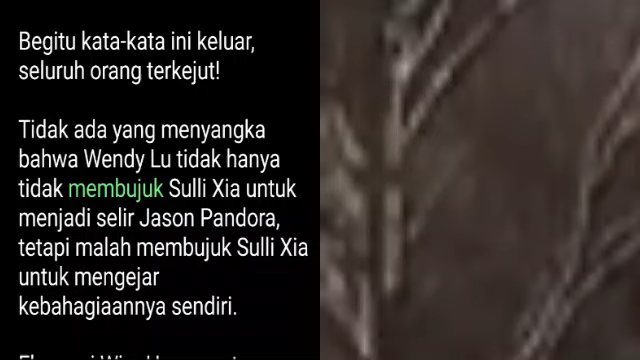 Begitu kata-kata ini keluar,
seluruh orang terkejut!
Tidak ada yang menyangka
bahwa Wendy Lu tidak hanya
tidak membujuk Sulli Xia untuk
menjadi selir Jason Pandora,
tetapi malah membujuk Sulli Xia
untuk mengejar
kebahagiaannya sendiri.